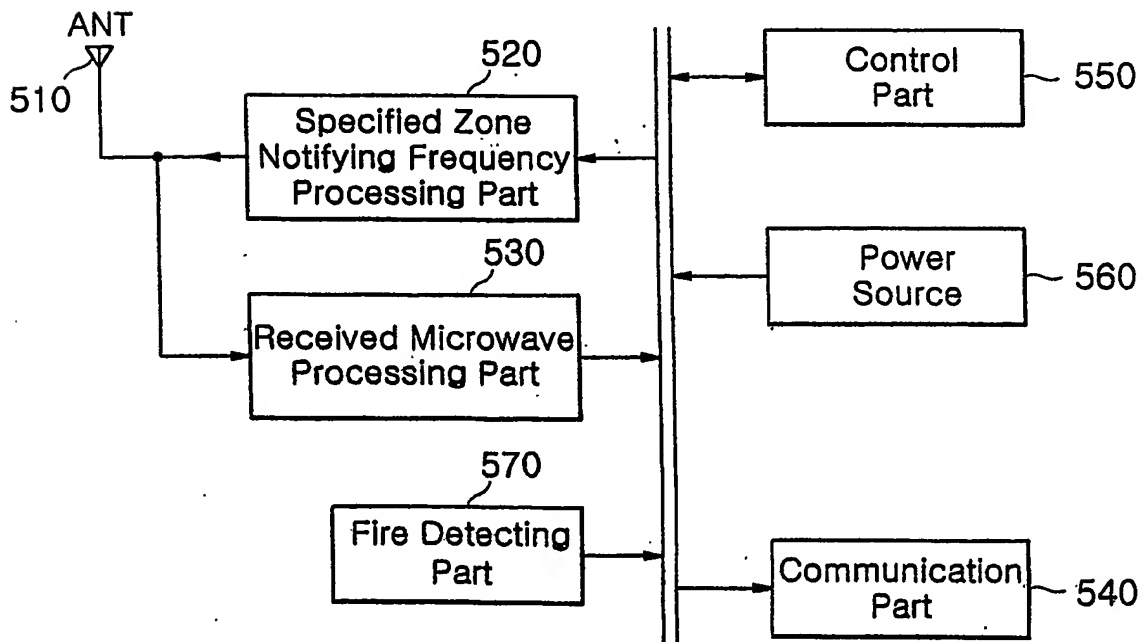 ANT
510
520
Specified Zone
Notifying Frequency
Processing Part
530
Received Microwave
Processing Part
570
Fire Detecting
Part
Control
Part
550
Power
Source
560
Communication
Part
540